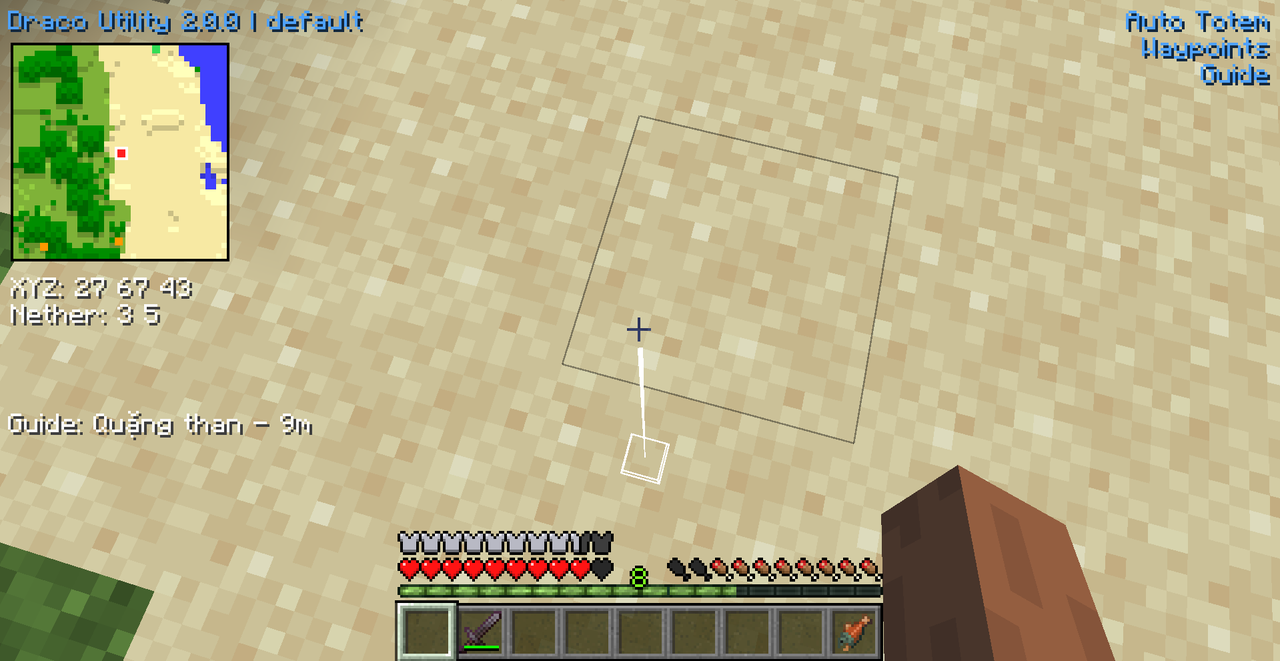 Draco Utility 2.0.0 | default
Auto Totem
Waypoints
Guide
XYZ: 27 67 43
Nether: 3 5
Guide: Quặng than - 9m
8